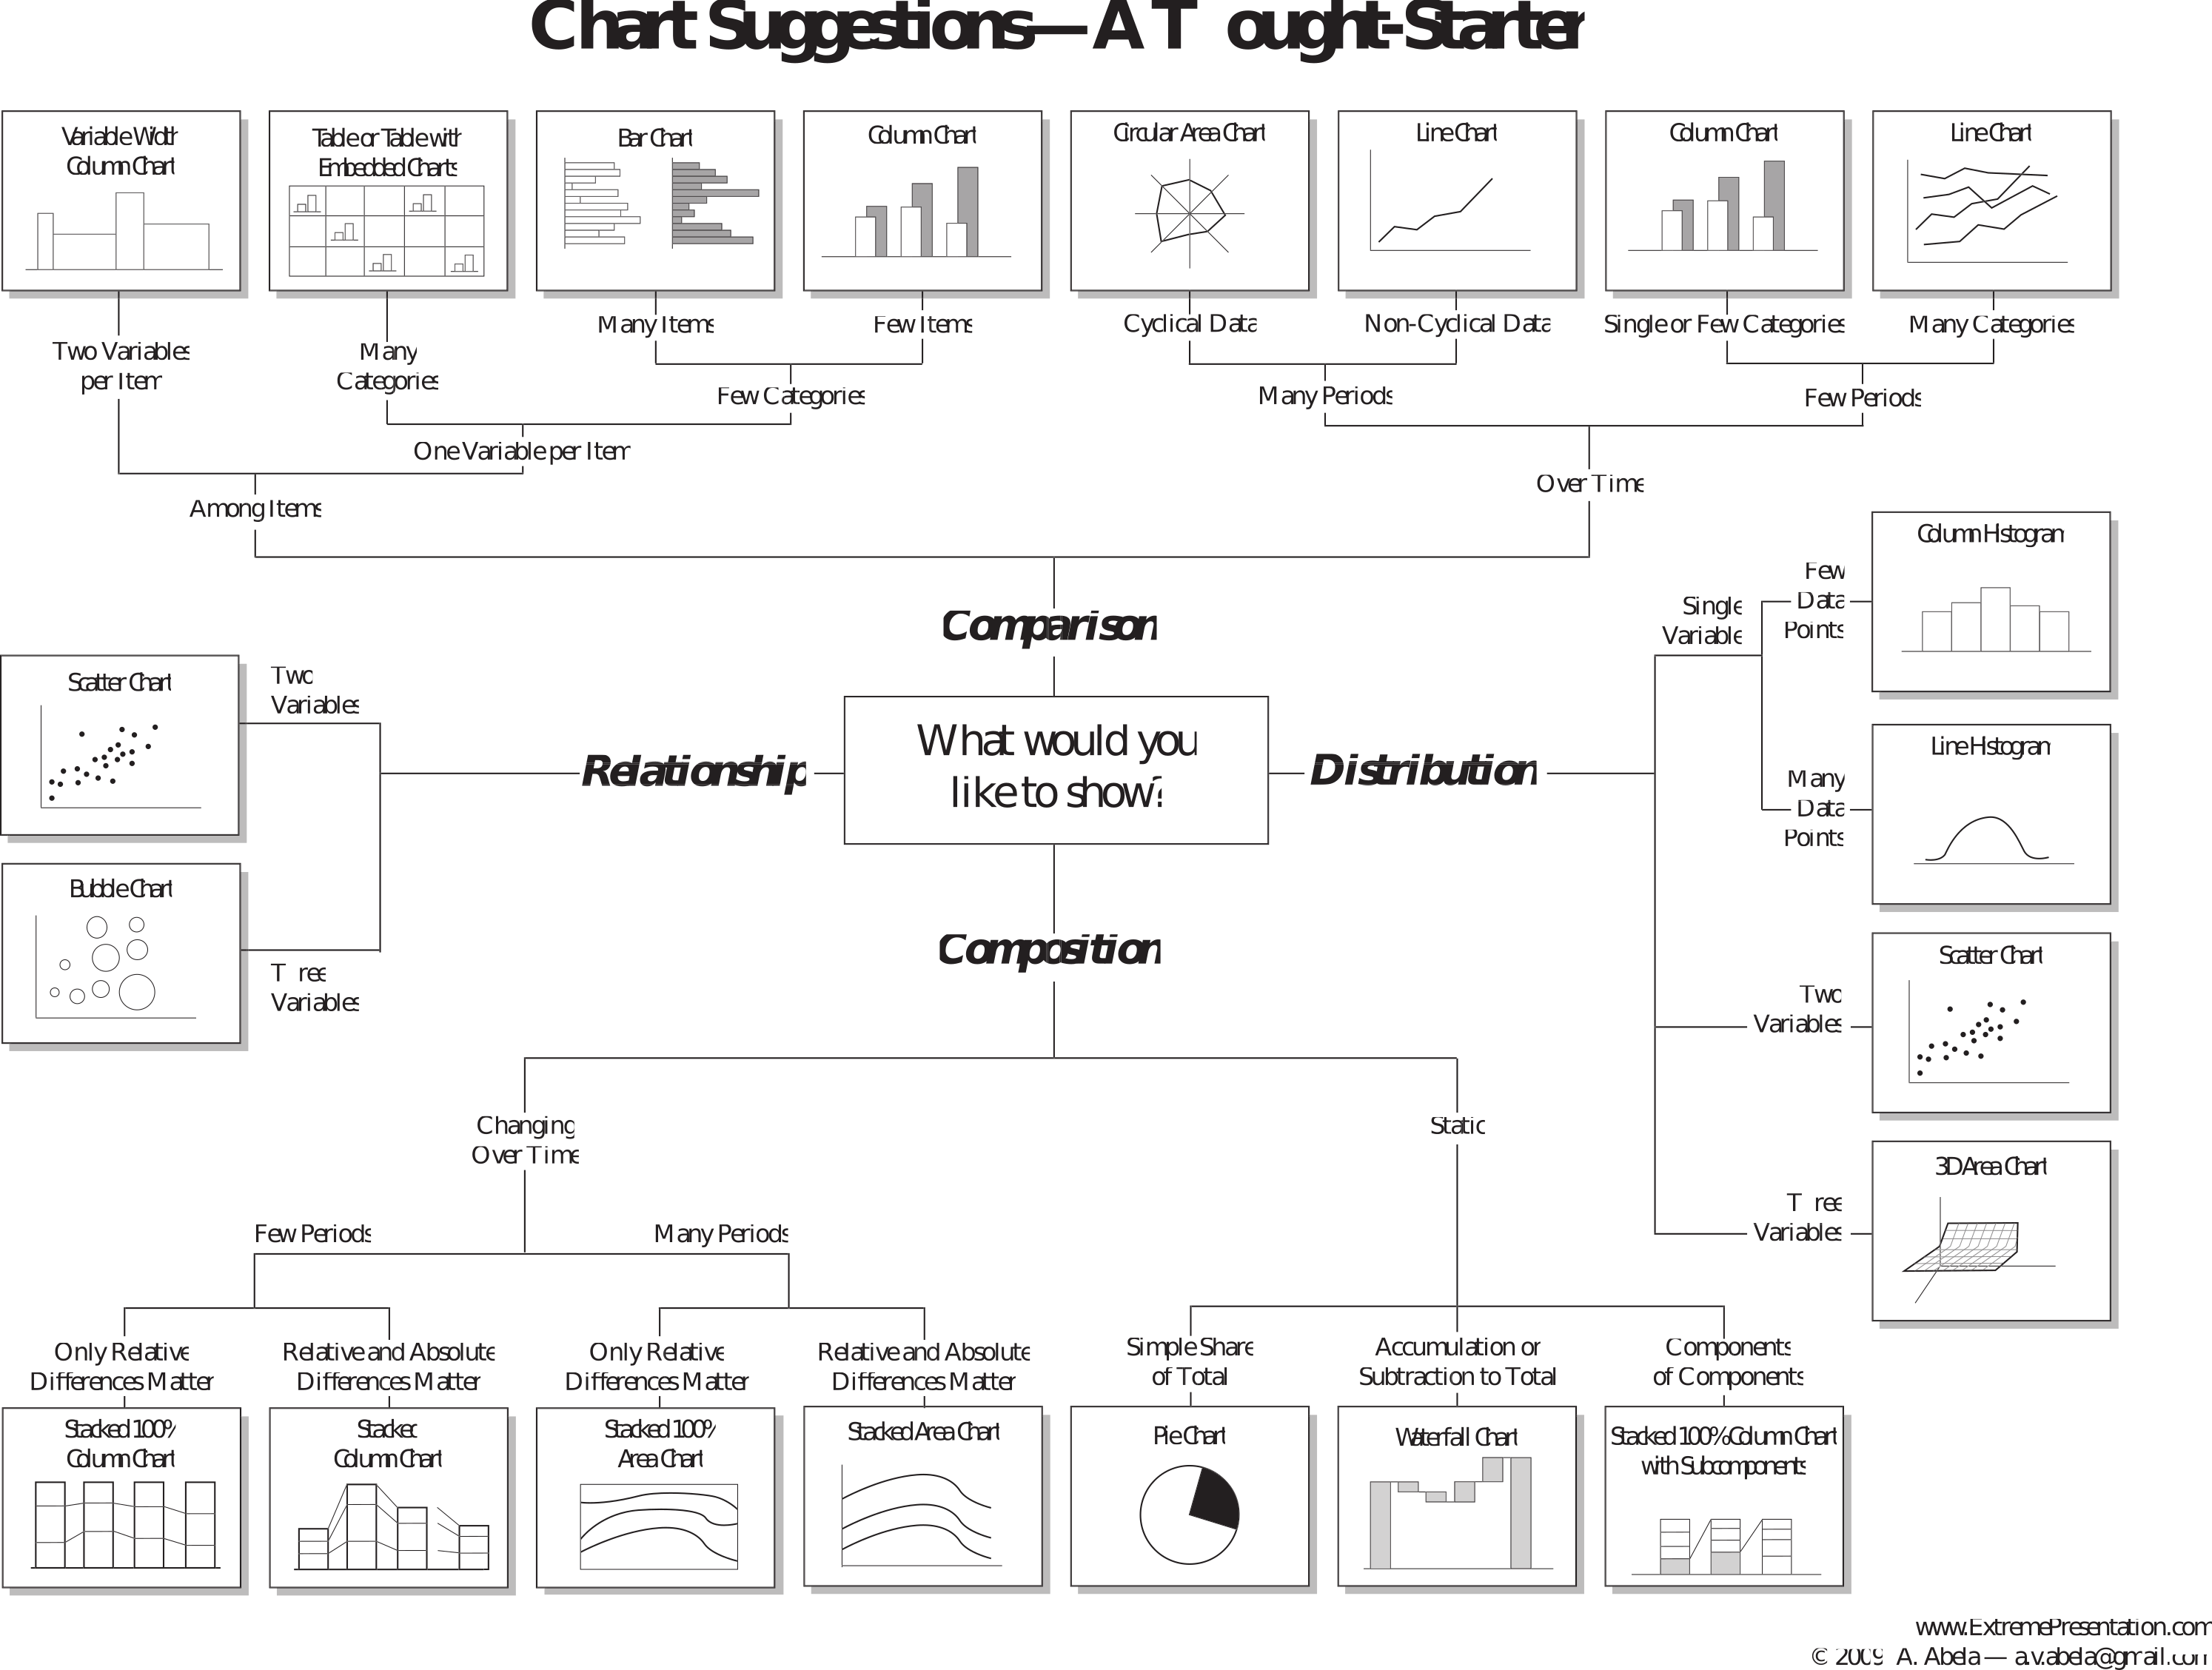 Chart Suggestions—A T ought-Starter
Variable Width
Column Chart
Table or Table with
Embedded Charts
Bar Chart
Column Chart
Circular Area Chart
Line Chart
Column Chart
Line Chart
Many Items
Few Items
Cyclical Data
Non-Cyclical Data
Single or Few Categories
Many Categories
Two Variables
per Item
Many
Categories
Few Categories
Many Periods
Few Periods
One Variable per Item
Over Time
Among Items
Comparison
Single
Variable
Few
Data
Points
Column Histogram
Scatter Chart
Two
Variables
Relationship
What would you
like to show?
Distribution
Many
Data
Points
Line Histogram
Bubble Chart
T ree
Variables
Composition
Two
Variables
Scatter Chart
Changing
Over Time
Static
T ree
Variables
3D Area Chart
Few Periods
Many Periods
Only Relative
Differences Matter
Relative and Absolute
Differences Matter
Only Relative
Differences Matter
Relative and Absolute
Differences Matter
Simple Share
of Total
Accumulation or
Subtraction to Total
Components
of Components
Stacked 100%
Column Chart
Stacked
Column Chart
Stacked 100%
Area Chart
Stacked Area Chart
Pie Chart
Waterfall Chart
Stacked 100% Column Chart
with Subcomponents
www.ExtremePresentation.com
© 2009 A. Abela — a.v.abela@gmail.com